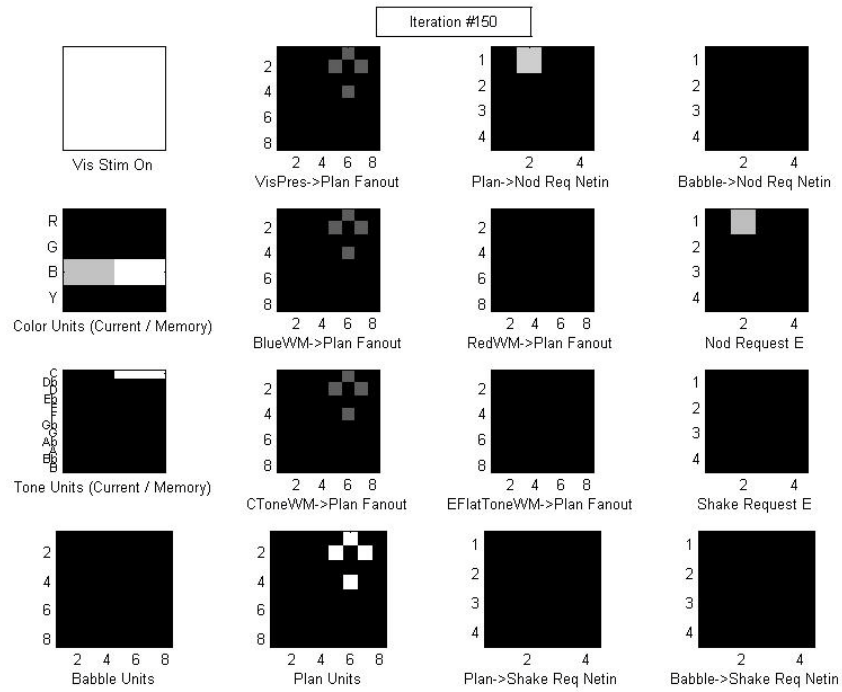 Iteration #150
2
4
6
8
1
2
3
4
1
2
3
4
Vis Stim On
2 4 6 8
2 4
2 4
VisPres->Plan Fanout
Plan->Nod Req Netin
Babble->Nod Req Netin
R
G
B
Y
2
4
6
8
2
4
6
8
1
2
3
4
Color Units (Current / Memory)
2 4 6 8
2 4 6 8
2 4
BlueWM->Plan Fanout
RedWM->Plan Fanout
Nod Request E
C
Db
D
Eb
E
F
Gb
G
Ab
A
Bb
B
2
4
6
8
2
4
6
8
1
2
3
4
Tone Units (Current / Memory)
2 4 6 8
2 4 6 8
2 4
CToneWM->Plan Fanout
EFlatToneWM->Plan Fanout
Shake Request E
2
4
6
8
2
4
6
8
1
2
3
4
1
2
3
4
2 4 6 8
2 4 6 8
2 4
2 4
Babble Units
Plan Units
Plan->Shake Req Netin
Babble->Shake Req Netin